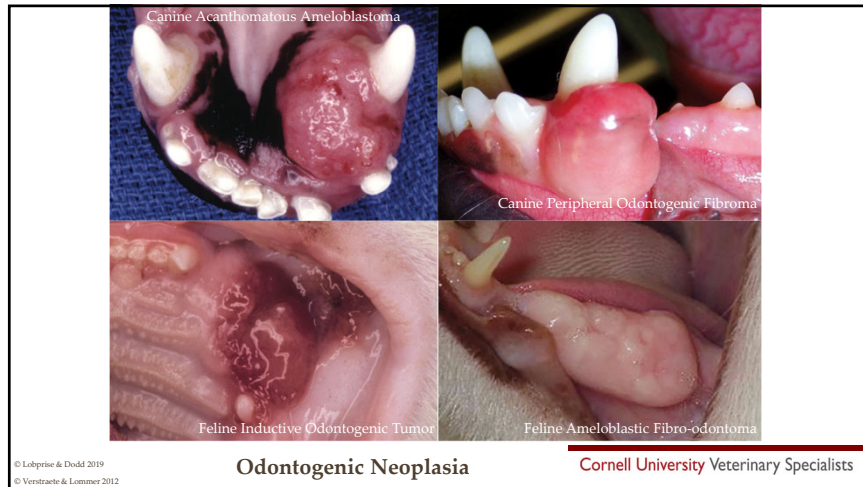 Canine Acanthomatous Ameloblastoma
Canine Peripheral Odontogenic Fibroma
Feline Inductive Odontogenic Tumor
Feline Ameloblastic Fibro-odontoma
© Lobprise & Dodd 2019
© Verstraete & Lommer 2012
Odontogenic Neoplasia
Cornell University Veterinary Specialists